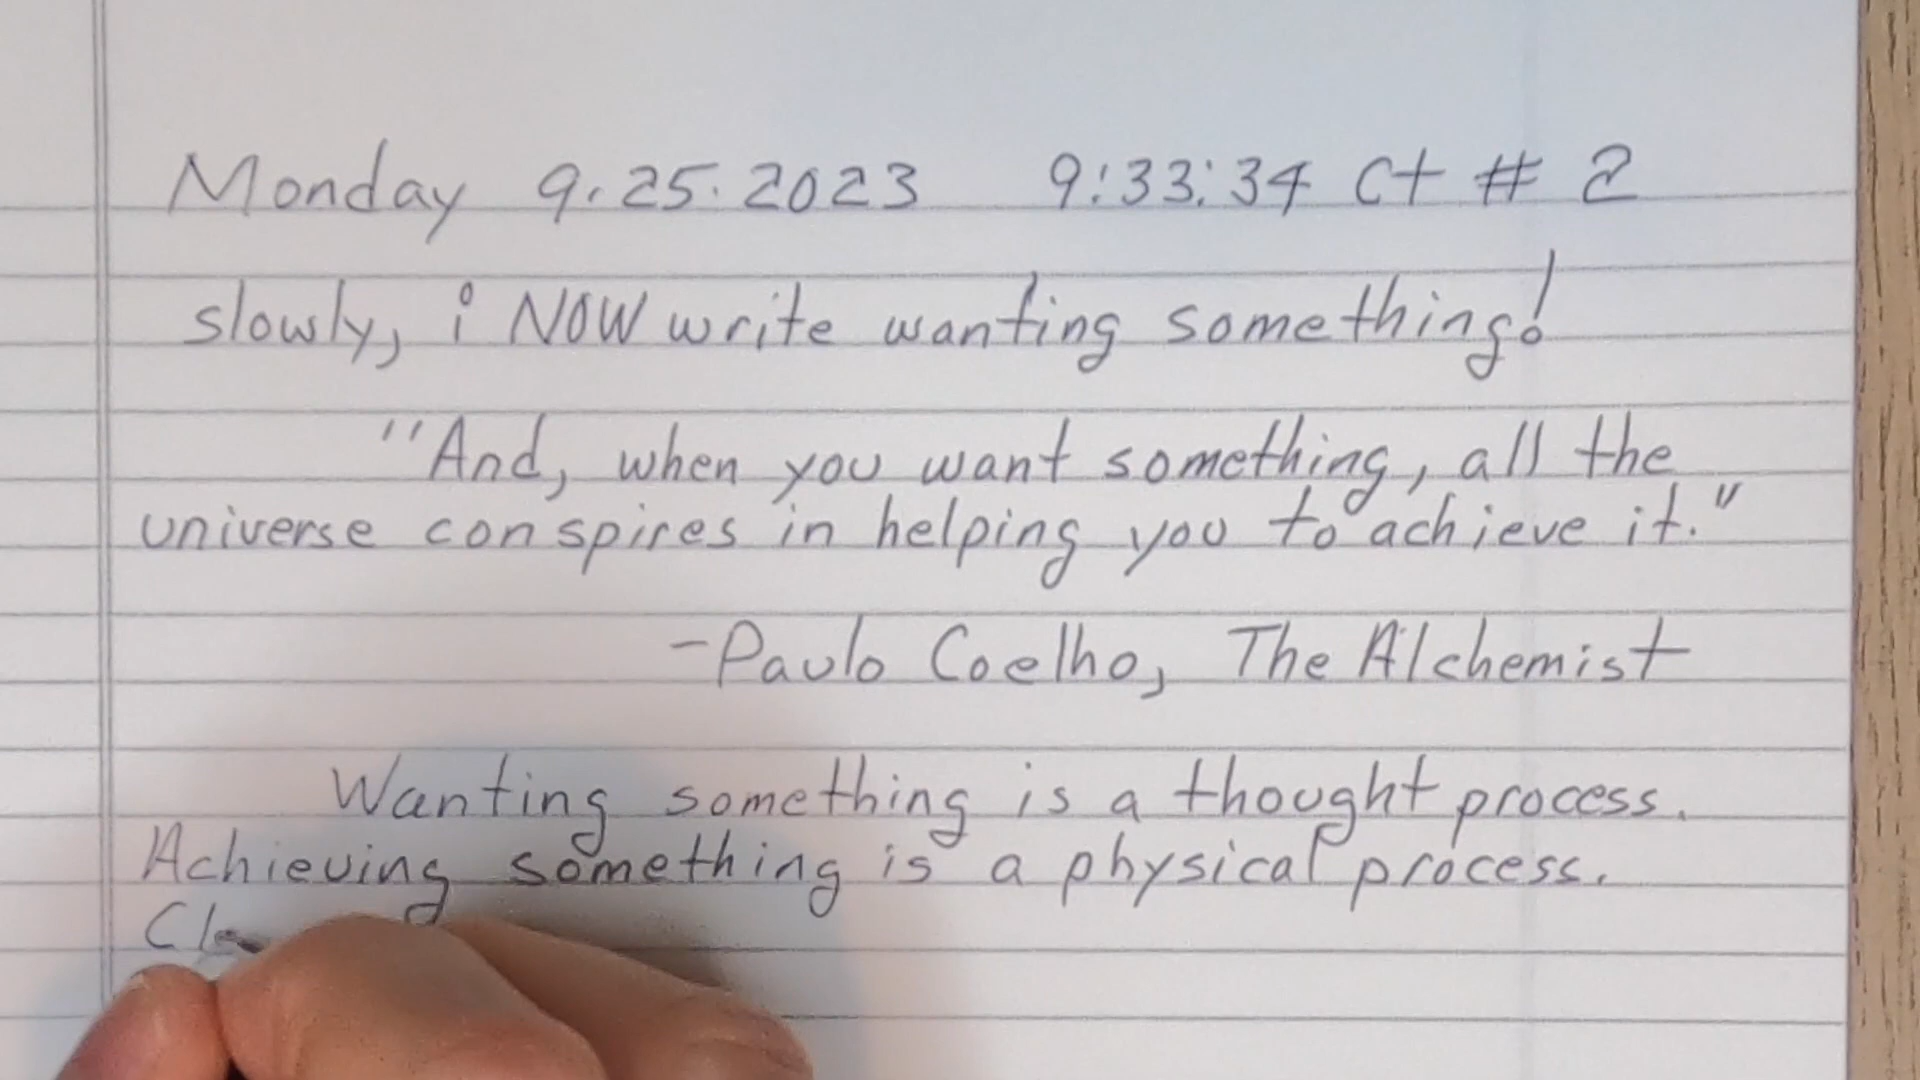 Monday 9.25.2023 9:33:34 Ct # 2
slowly, i NOW write wanting something!
"And, when you want something, all the
universe conspires in helping you to achieve it."
-Paulo Coelho, The Alchemist
Wanting something is a thought process.
Achieving something is a physical process.